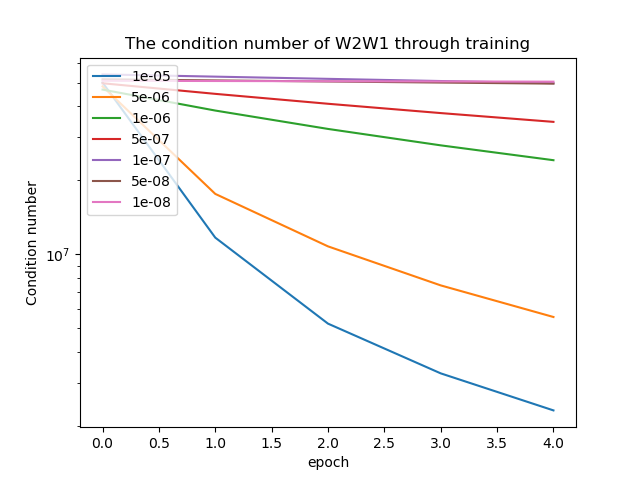 The condition number of W2W1 through training
1e-05
5e-06
1e-06
5e-07
1e-07
5e-08
1e-08
Condition number
10^7
0.0 0.5 1.0 1.5 2.0 2.5 3.0 3.5 4.0
epoch